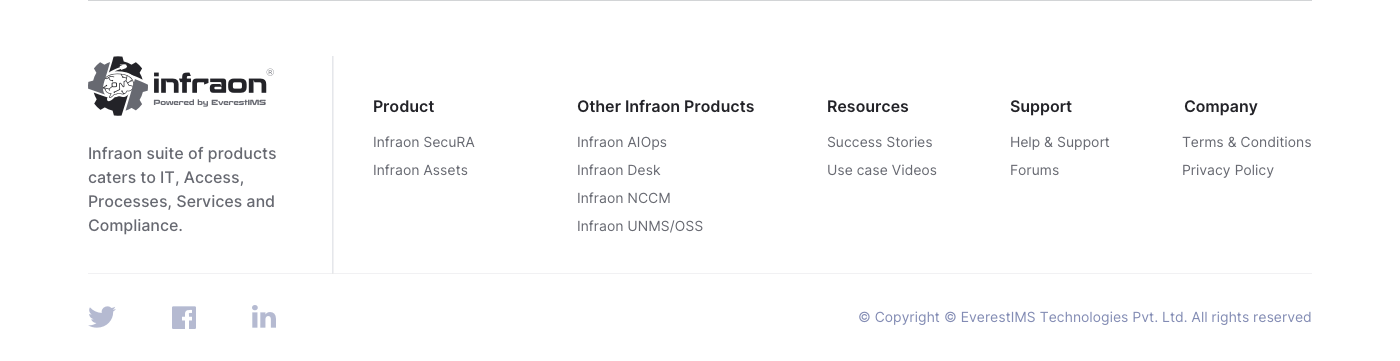 infraon®
Powered by EverestIMS
Infraon suite of products
caters to IT, Access,
Processes, Services and
Compliance.
Product
Infraon SecuRA
Infraon Assets
Other Infraon Products
Infraon AIOps
Infraon Desk
Infraon NCCM
Infraon UNMS/OSS
Resources
Success Stories
Use case Videos
Support
Help & Support
Forums
Company
Terms & Conditions
Privacy Policy
© Copyright © EverestIMS Technologies Pvt. Ltd. All rights reserved